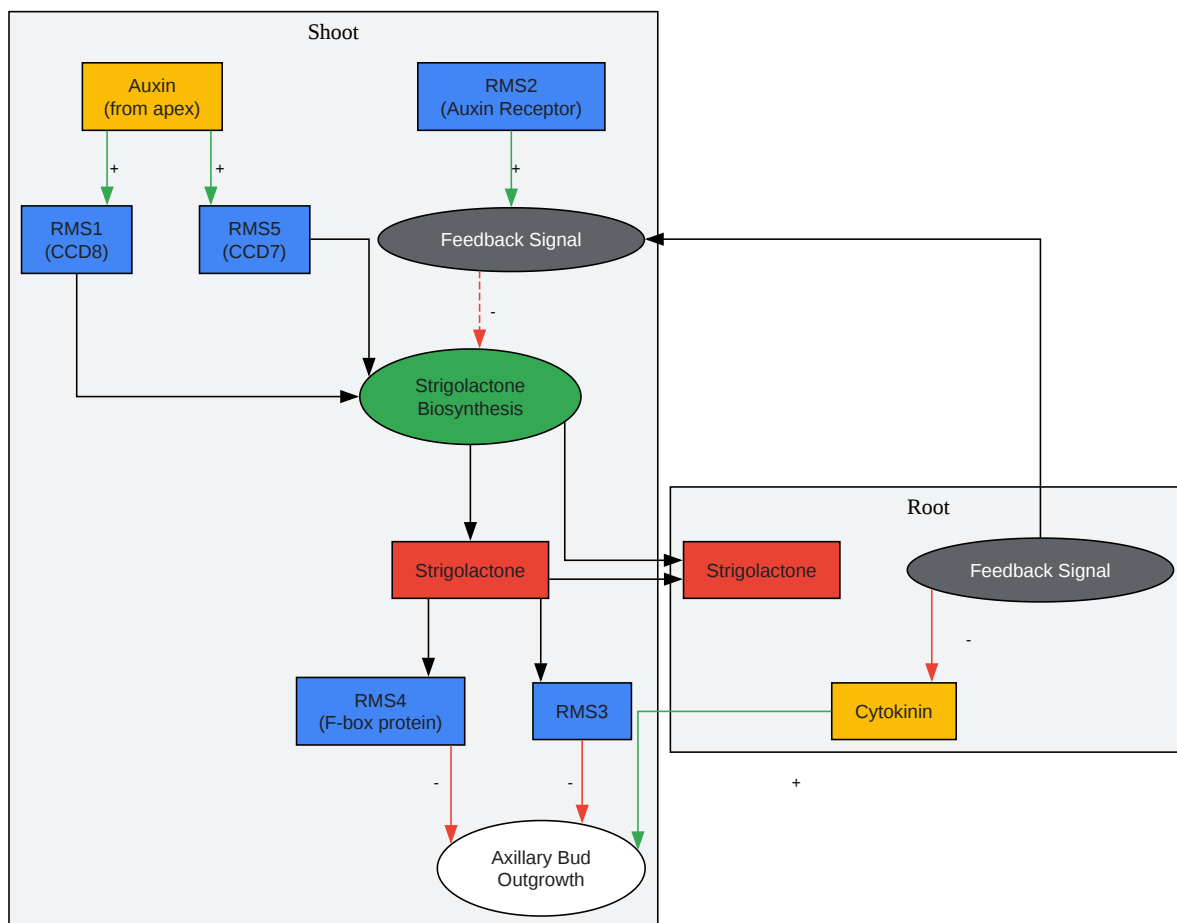 Shoot
Auxin
(from apex)
RMS2
(Auxin Receptor)
+
+
+
RMS1
(CCD8)
RMS5
(CCD7)
Feedback Signal
-
Strigolactone
Biosynthesis
Root
Strigolactone
Strigolactone
Feedback Signal
-
RMS4
(F-box protein)
RMS3
Cytokinin
-
-
+
Axillary Bud
Outgrowth